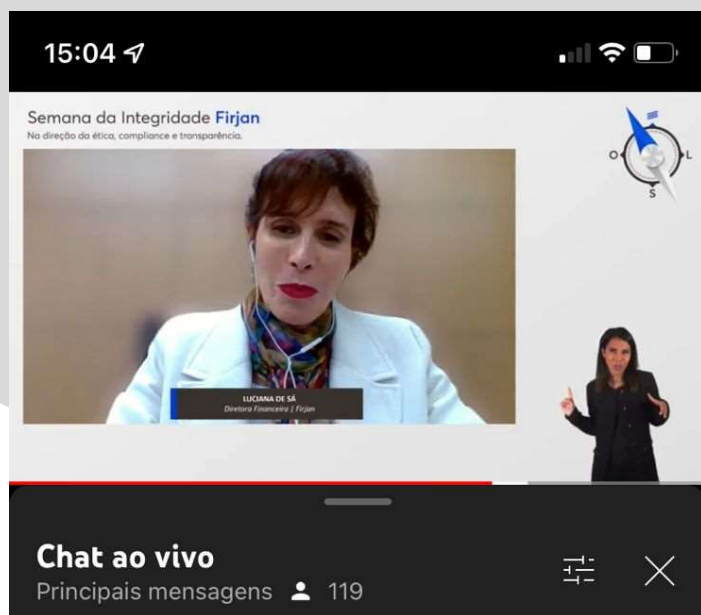 15:04
Semana da Integridade Firjan
Na direção da ética, compliance e transparência.
O
L
S
LUCIANA DE SÁ
Diretora Financeira | Firjan
Chat ao vivo
Principais mensagens 119